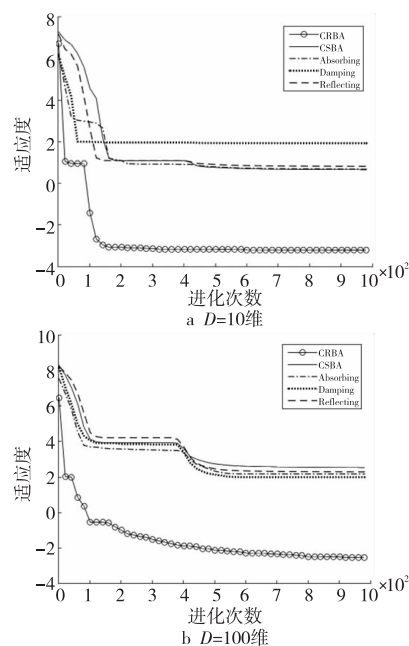 8
6
4
2
0
−2
−4
适应度
CRBA
CSBA
Absorbing
Damping
Reflecting
0 1 2 3 4 5 6 7 8 9 10
×10²
进化次数
a D=10维
10
8
6
4
2
0
−2
−4
适应度
CRBA
CSBA
Absorbing
Damping
Reflecting
0 1 2 3 4 5 6 7 8 9 10
×10²
进化次数
b D=100维